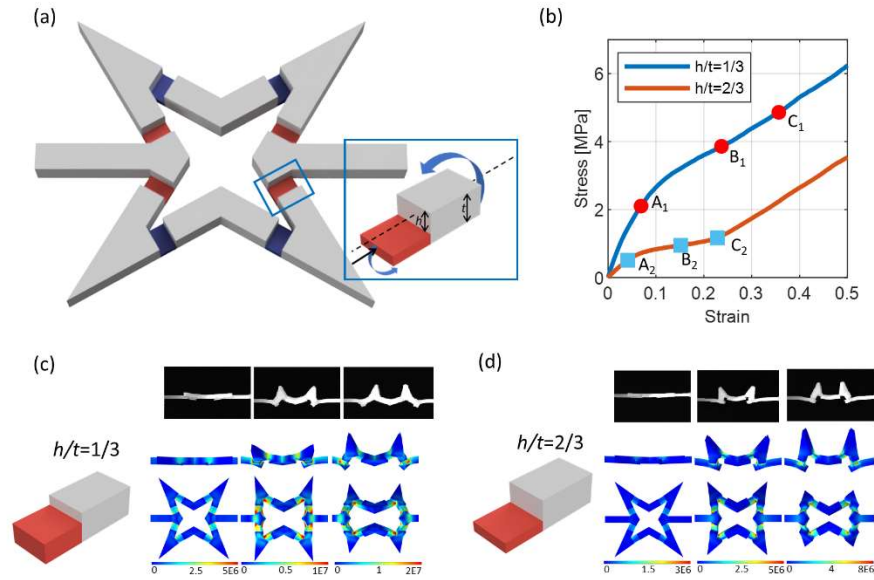 (a)
h
t
(b)
h/t=1/3
h/t=2/3
Stress [MPa]
6
4
2
0
A1
B1
C1
A2
B2
C2
0
0.1
0.2
0.3
0.4
0.5
Strain
(c)
h/t=1/3
0 2.5 5E6
0 0.5 1E7
0 1 2E7
(d)
h/t=2/3
0 1.5 3E6
0 2.5 5E6
0 4 8E6